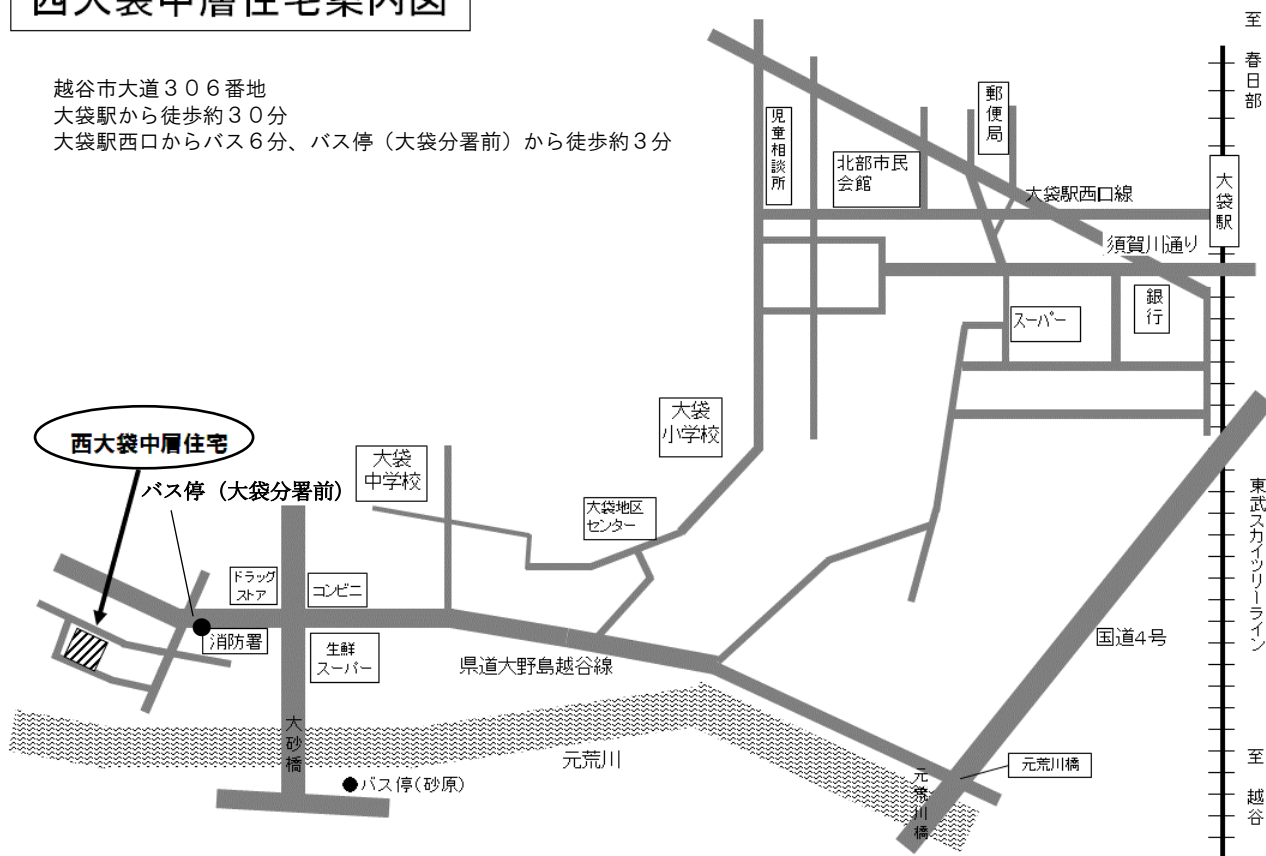 西大袋中層住宅案内図
越谷市大道３０６番地
大袋駅から徒歩約３０分
大袋駅西口からバス６分、バス停（大袋分署前）から徒歩約３分
至 春日部
郵便局
児童相談所
北部市民
会館
大袋駅西口線
大袋駅
須賀川通り
銀行
スーパー
大袋
小学校
西大袋中層住宅
大袋
中学校
バス停（大袋分署前）
大袋地区
センター
東武スカイツリーライン
ドラッグ
ストア
コンビニ
消防署
生鮮
スーパー
県道大野島越谷線
国道4号
大砂橋
元荒川
元荒川橋
元荒川橋
バス停(砂原)
至 越谷